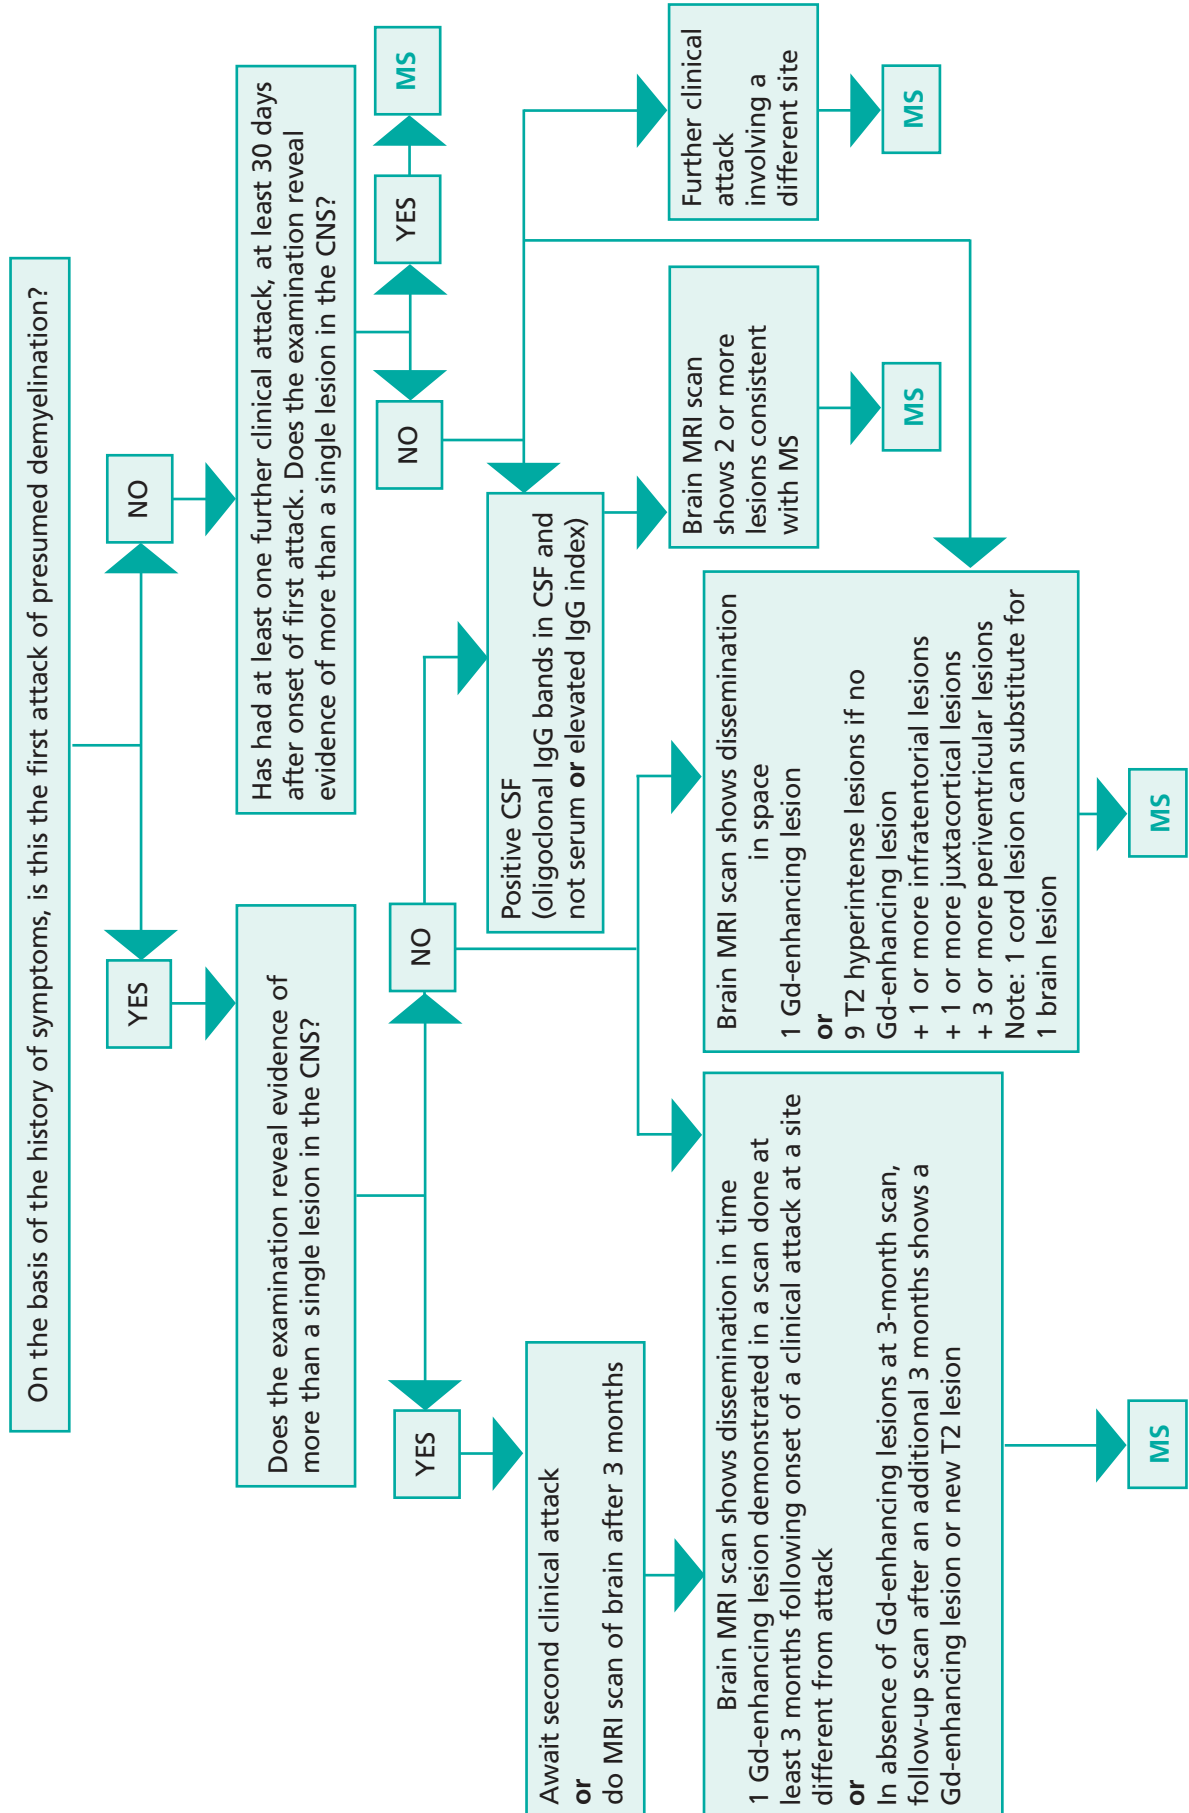 On the basis of the history of symptoms, is this the first attack of presumed demyelination?
YES
NO
Does the examination reveal evidence of
more than a single lesion in the CNS?
Has had at least one further clinical attack, at least 30 days
after onset of first attack. Does the examination reveal
evidence of more than a single lesion in the CNS?
YES
NO
NO
YES
MS
Await second clinical attack
or
do MRI scan of brain after 3 months
Positive CSF
(oligoclonal IgG bands in CSF and
not serum or elevated IgG index)
Brain MRI scan shows dissemination in time
1 Gd-enhancing lesion demonstrated in a scan done at
least 3 months following onset of a clinical attack at a site
different from attack
or
In absence of Gd-enhancing lesions at 3-month scan,
follow-up scan after an additional 3 months shows a
Gd-enhancing lesion or new T2 lesion
Brain MRI scan shows dissemination
in space
1 Gd-enhancing lesion
or
9 T2 hyperintense lesions if no
Gd-enhancing lesion
+ 1 or more infratentorial lesions
+ 1 or more juxtacortical lesions
+ 3 or more periventricular lesions
Note: 1 cord lesion can substitute for
1 brain lesion
Brain MRI scan
shows 2 or more
lesions consistent
with MS
Further clinical
attack
involving a
different site
MS
MS
MS
MS